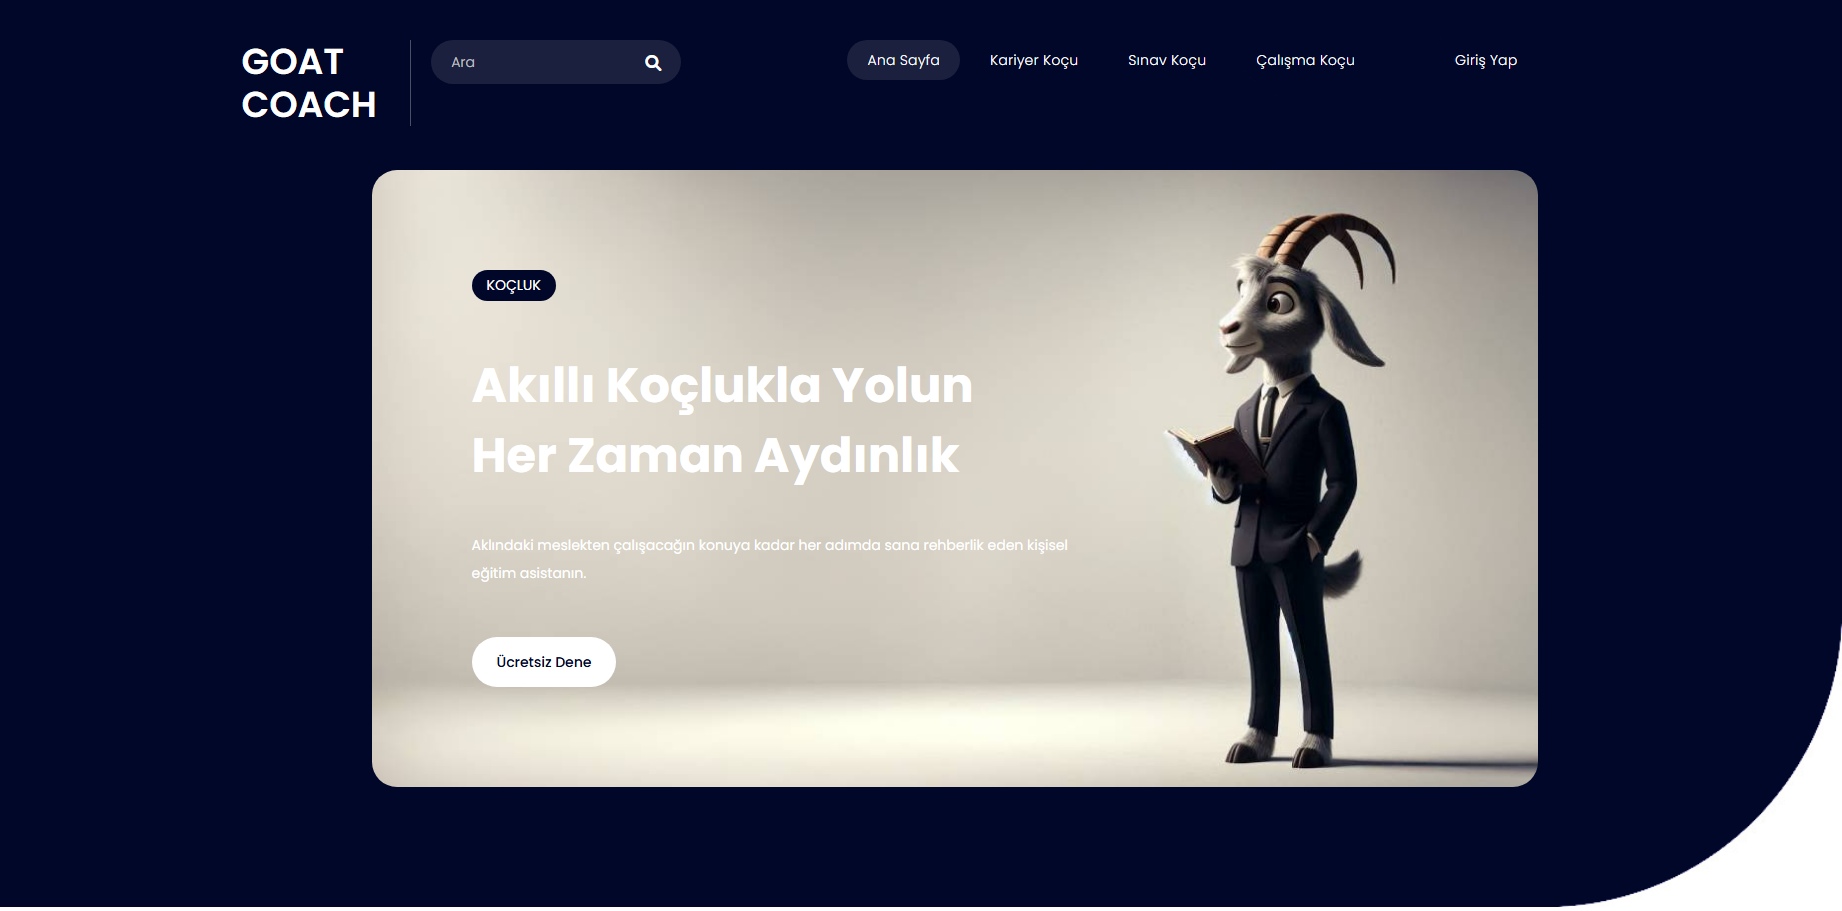 GOAT
COACH
Ara
Ana Sayfa
Kariyer Koçu
Sınav Koçu
Çalışma Koçu
Giriş Yap
KOÇLUK
Akıllı Koçlukla Yolun
Her Zaman Aydınlık
Aklındaki meslekten çalışacağın konuya kadar her adımda sana rehberlik eden kişisel
eğitim asistanın.
Ücretsiz Dene